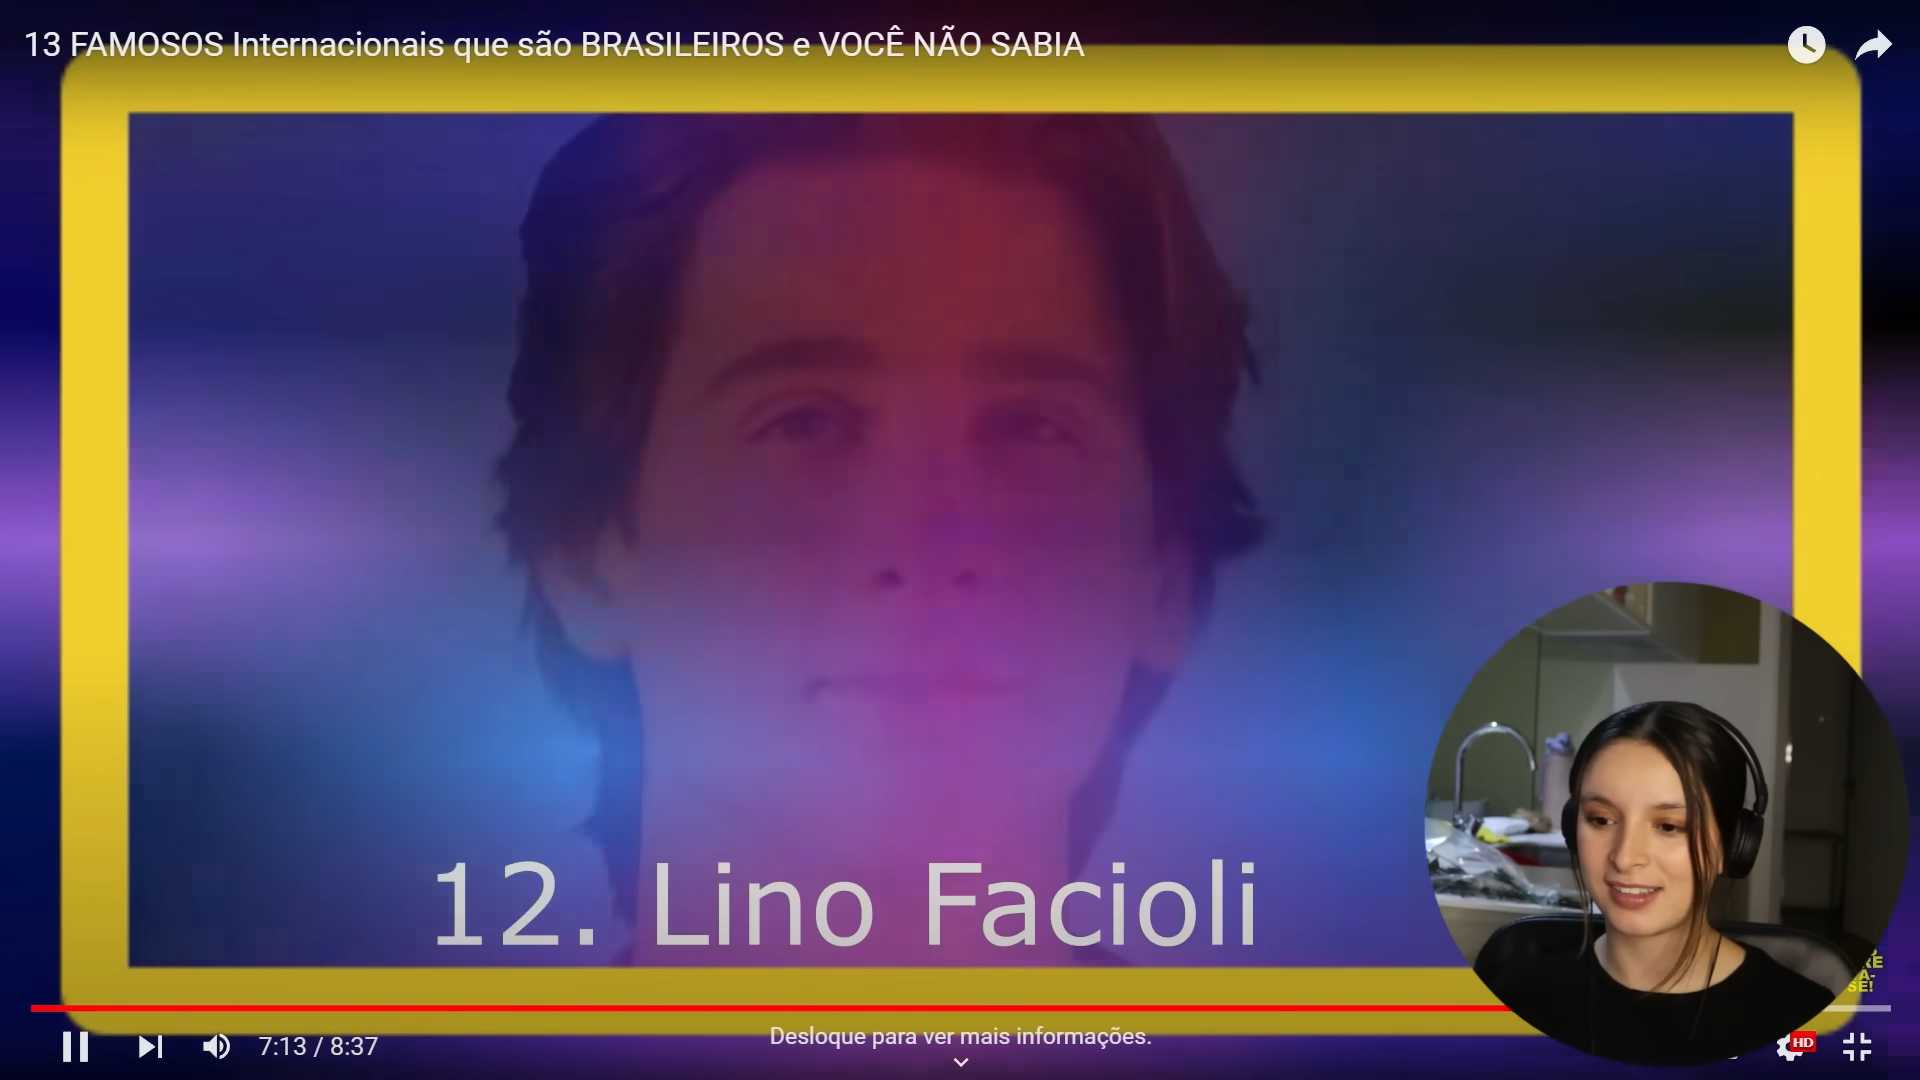 13 FAMOSOS Internacionais que são BRASILEIROS e VOCÊ NÃO SABIA
12. Lino Facioli
SE!
7:13 / 8:37
Desloque para ver mais informações.
HD